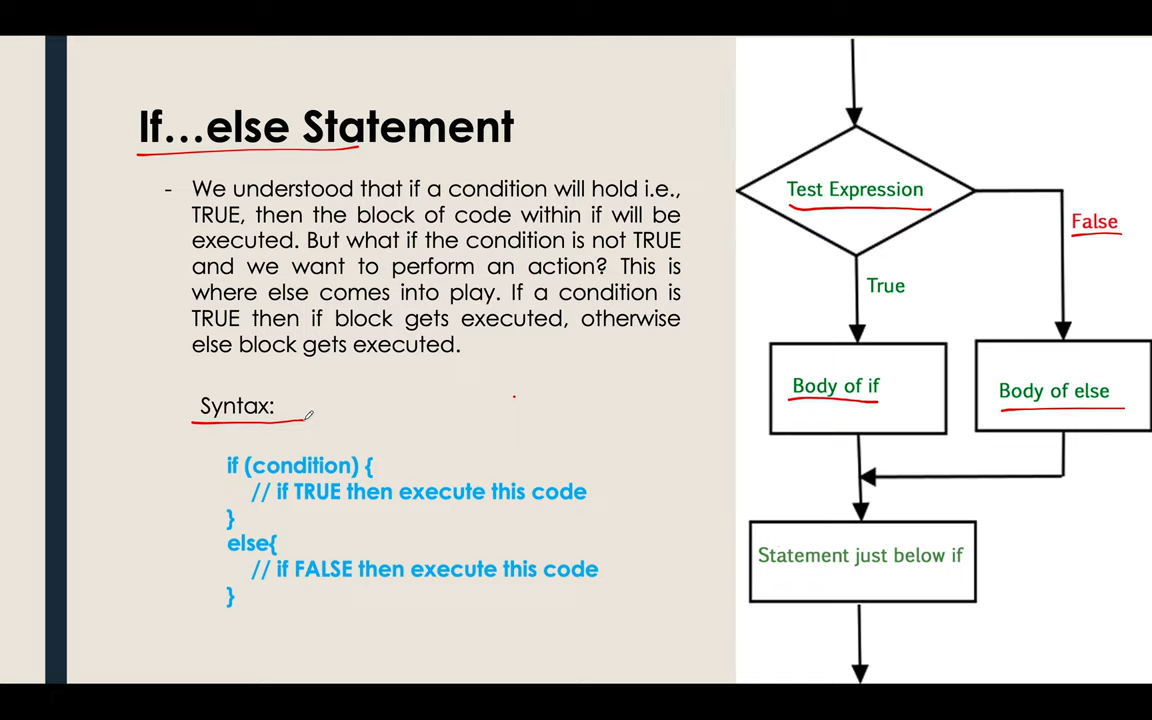 If...else Statement
- We understood that if a condition will hold i.e.,
TRUE, then the block of code within if will be
executed. But what if the condition is not TRUE
and we want to perform an action? This is
where else comes into play. If a condition is
TRUE then if block gets executed, otherwise
else block gets executed.
Syntax:
if (condition) {
// if TRUE then execute this code
}
else{
// if FALSE then execute this code
}
Test Expression
False
True
Body of if
Body of else
Statement just below if